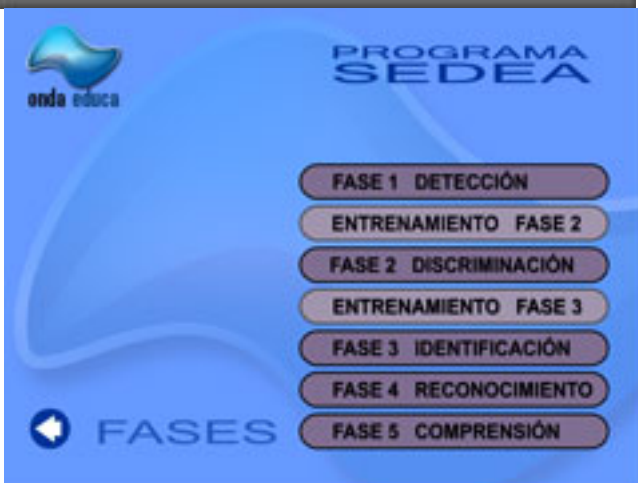 onda educa
PROGRAMA
SEDEA
FASE 1 DETECCIÓN
ENTRENAMIENTO FASE 2
FASE 2 DISCRIMINACIÓN
ENTRENAMIENTO FASE 3
FASE 3 IDENTIFICACIÓN
FASE 4 RECONOCIMIENTO
FASE 5 COMPRENSIÓN
FASES